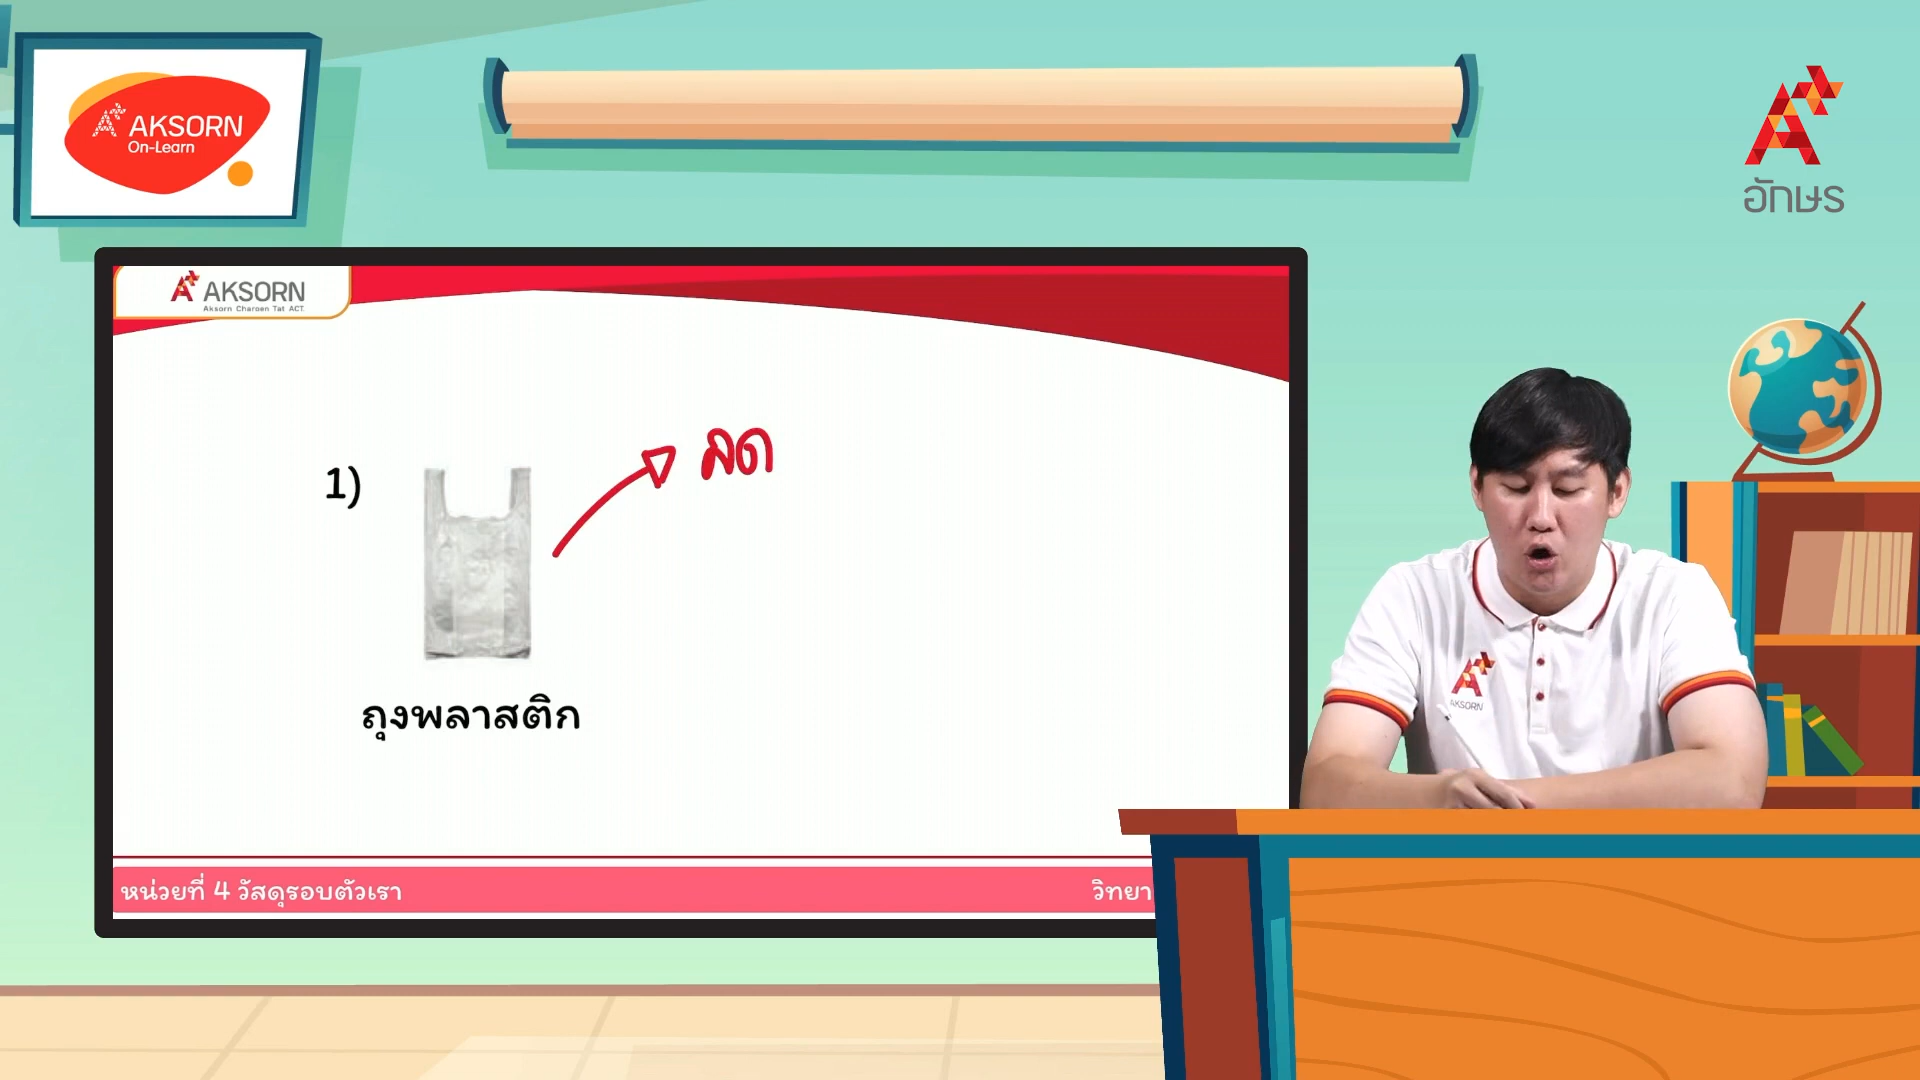 AKSORN
On-Learn
อักษร
AKSORN
Aksorn Charoen Tat ACT.
ลด
1)
ถุงพลาสติก
AKSORN
หน่วยที่ 4 วัสดุรอบตัวเรา
วิทยา